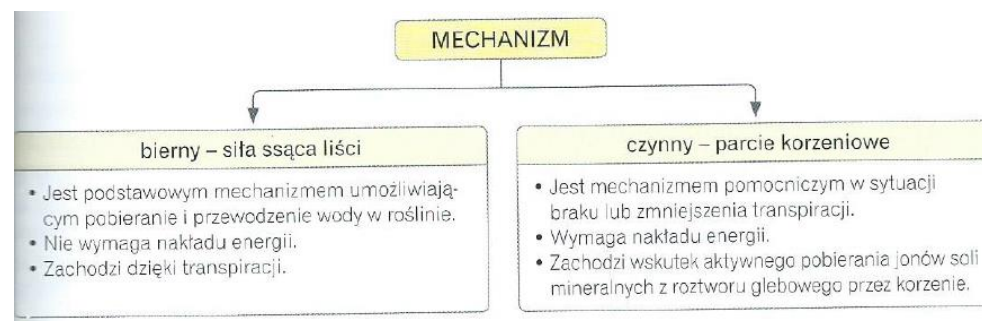 MECHANIZM
bierny – siła ssąca liści
• Jest podstawowym mechanizmem umożliwiają-
cym pobieranie i przewodzenie wody w roślinie.
• Nie wymaga nakładu energii.
• Zachodzi dzięki transpiracji.
czynny – parcie korzeniowe
• Jest mechanizmem pomocniczym w sytuacji
braku lub zmniejszenia transpiracji.
• Wymaga nakładu energii.
• Zachodzi wskutek aktywnego pobierania jonów soli
mineralnych z roztworu glebowego przez korzenie.